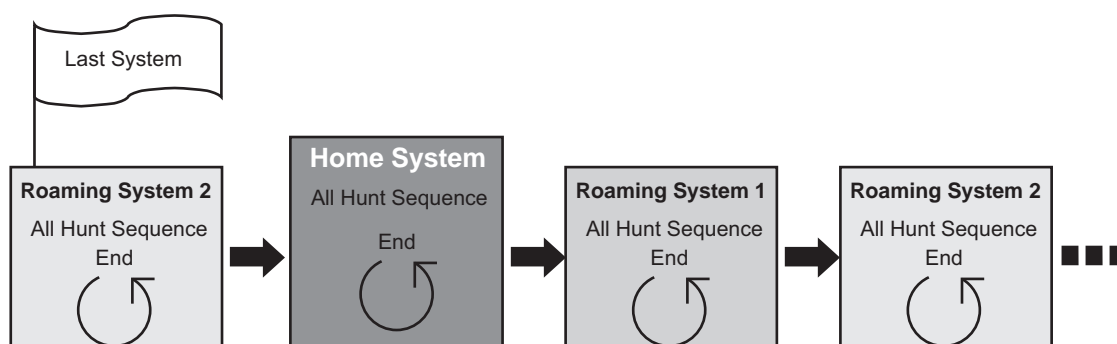 Last System
Roaming System 2
All Hunt Sequence
End
Home System
All Hunt Sequence
End
Roaming System 1
All Hunt Sequence
End
Roaming System 2
All Hunt Sequence
End